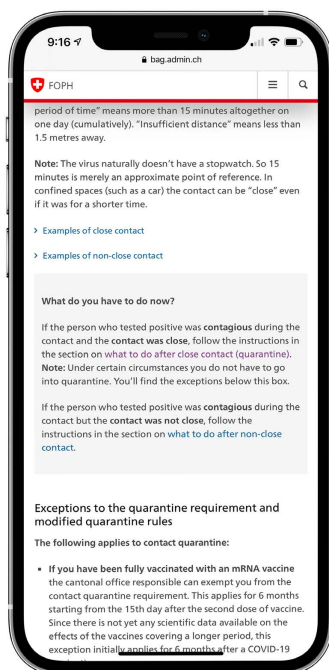 9:16
bag.admin.ch
FOPH
period of time" means more than 15 minutes altogether on
one day (cumulatively). "Insufficient distance" means less than
1.5 metres away.
Note: The virus naturally doesn't have a stopwatch. So 15
minutes is merely an approximate point of reference. In
confined spaces (such as a car) the contact can be "close" even
if it was for a shorter time.
Examples of close contact
Examples of non-close contact
What do you have to do now?
If the person who tested positive was contagious during the
contact and the contact was close, follow the instructions in
the section on what to do after close contact (quarantine).
Note: Under certain circumstances you do not have to go
into quarantine. You'll find the exceptions below this box.
If the person who tested positive was contagious during the
contact but the contact was not close, follow the
instructions in the section on what to do after non-close
contact.
Exceptions to the quarantine requirement and
modified quarantine rules
The following applies to contact quarantine:
If you have been fully vaccinated with an mRNA vaccine
the cantonal office responsible can exempt you from the
contact quarantine requirement. This applies for 6 months
starting from the 15th day after the second dose of vaccine.
Since there is not yet any scientific data available on the
effects of the vaccines covering a longer period, this
exception initially applies for 6 months after a COVID-19